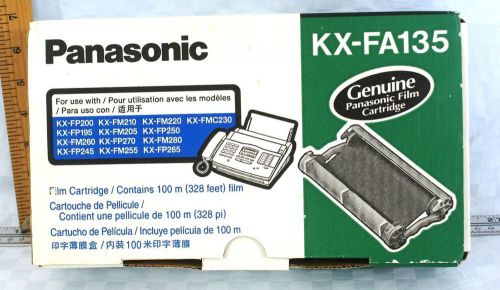 Panasonic
KX-FA135
Genuine
Panasonic Film
Cartridge
For use with / Pour utilisation avec les modèles
/ Para uso con / 适用于
KX-FP200 KX-FM210 KX-FM220 KX-FMC230
KX-FP195 KX-FM205 KX-FP250
KX-FM260 KX-FP270 KX-FM280
KX-FP245 KX-FM255 KX-FP265
Film Cartridge / Contains 100 m (328 feet) film
Cartouche de Pellicule /
Contient une pellicule de 100 m (328 pi)
Cartucho de Película / Incluye película de 100 m
印字薄膜盒 / 内装 100 米印字薄膜